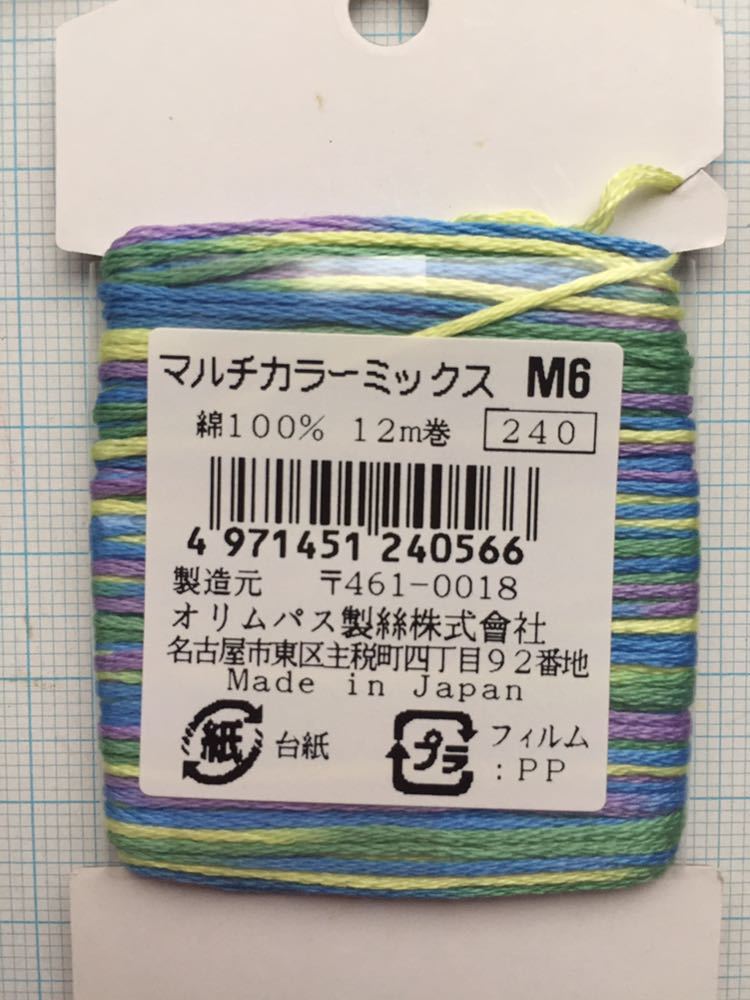 マルチカラーミックス M6
綿100% 12m巻 240
4 971451 240566
製造元 〒461-0018
オリムパス製絲株式會社
名古屋市東区主税町四丁目92番地
Made in Japan
紙 台紙 プラ フィルム
:PP